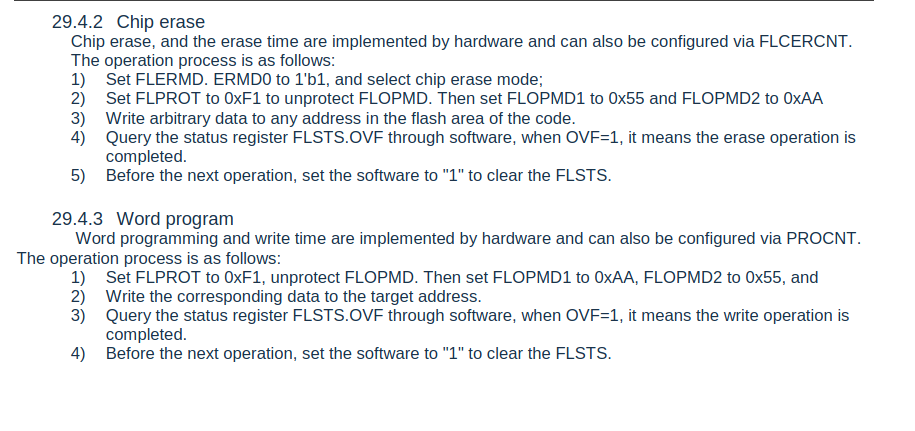 29.4.2 Chip erase
Chip erase, and the erase time are implemented by hardware and can also be configured via FLCERCNT.
The operation process is as follows:
1) Set FLERMD. ERMD0 to 1'b1, and select chip erase mode;
2) Set FLPROT to 0xF1 to unprotect FLOPMD. Then set FLOPMD1 to 0x55 and FLOPMD2 to 0xAA
3) Write arbitrary data to any address in the flash area of the code.
4) Query the status register FLSTS.OVF through software, when OVF=1, it means the erase operation is
completed.
5) Before the next operation, set the software to "1" to clear the FLSTS.
29.4.3 Word program
Word programming and write time are implemented by hardware and can also be configured via PROCNT.
The operation process is as follows:
1) Set FLPROT to 0xF1, unprotect FLOPMD. Then set FLOPMD1 to 0xAA, FLOPMD2 to 0x55, and
2) Write the corresponding data to the target address.
3) Query the status register FLSTS.OVF through software, when OVF=1, it means the write operation is
completed.
4) Before the next operation, set the software to "1" to clear the FLSTS.